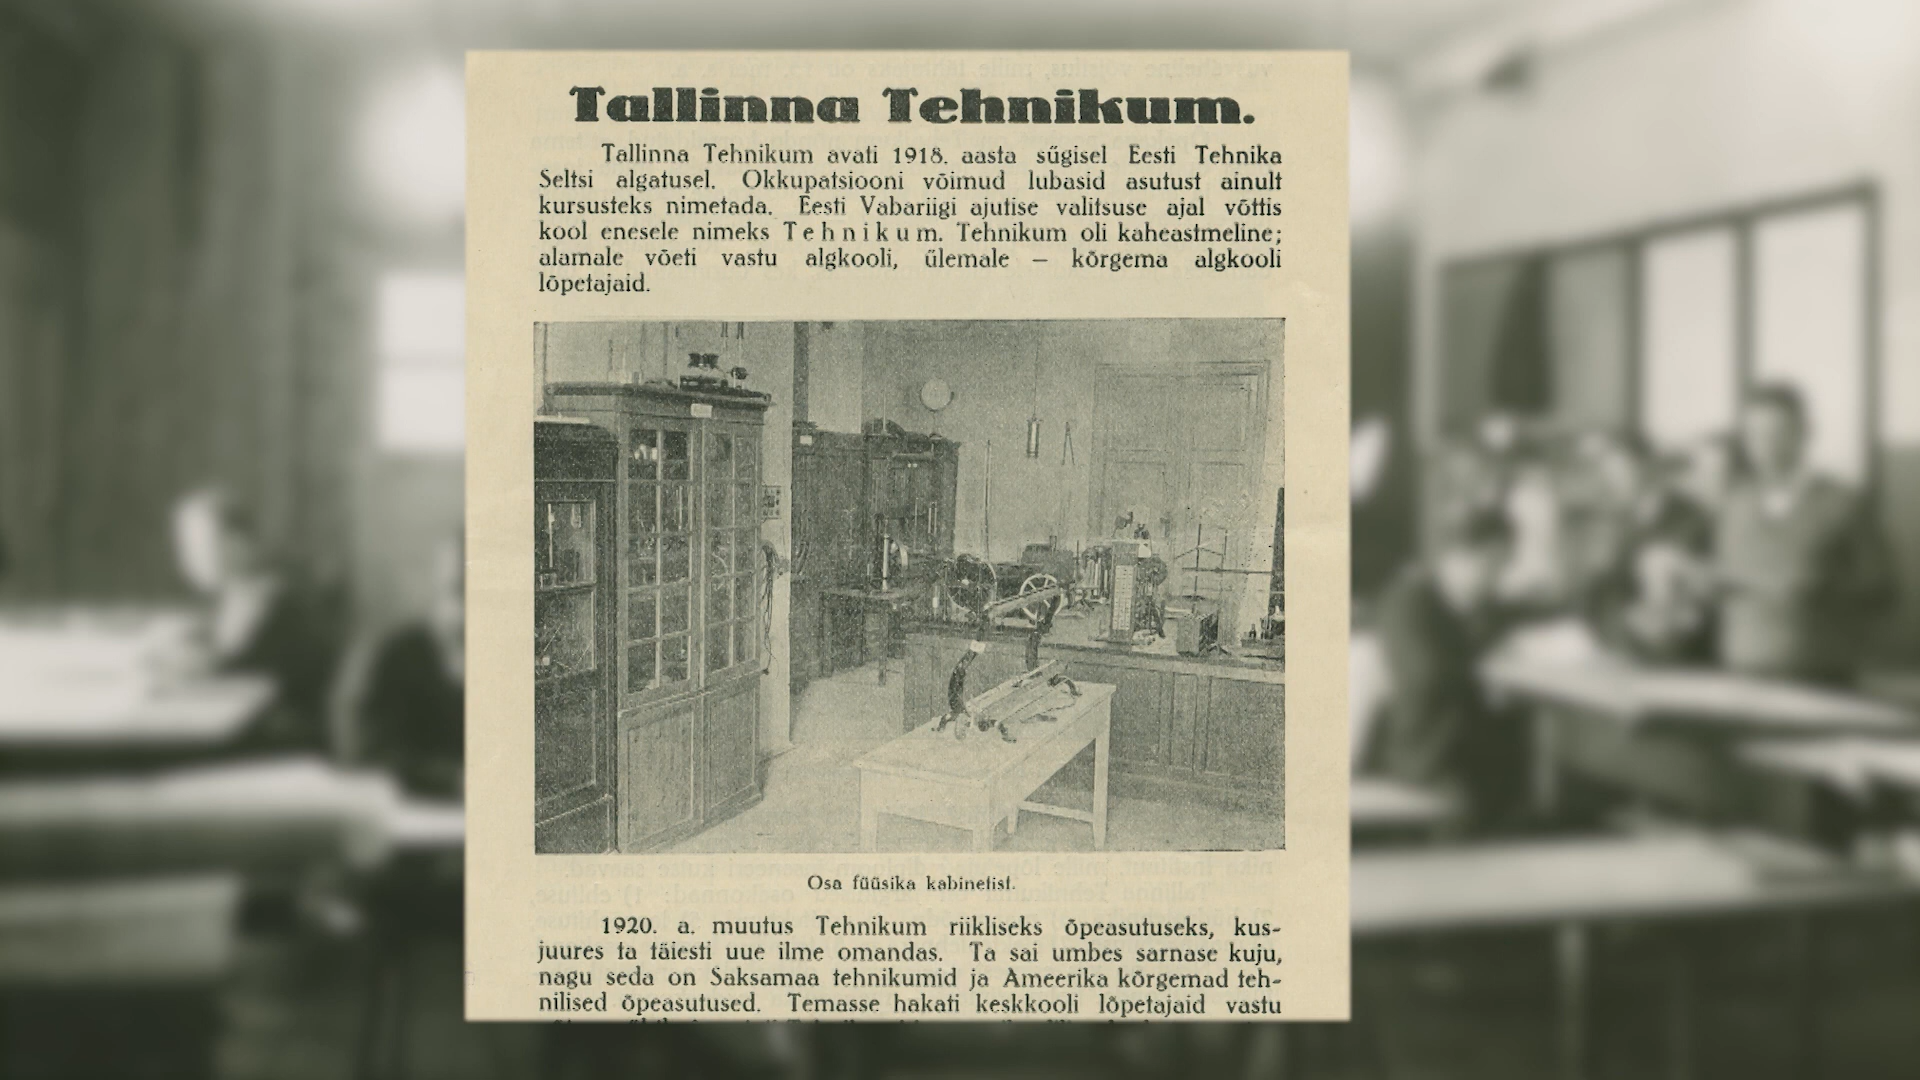 Tallinna Tehnikum.
Tallinna Tehnikum avati 1918. aasta sügisel Eesti Tehnika
Seltsi algatusel. Okkupatsiooni võimud lubasid asutust ainult
kursusteks nimetada. Eesti Vabariigi ajutise valitsuse ajal võttis
kool enesele nimeks Tehnikum. Tehnikum oli kaheastmeline;
alamale võeti vastu algkooli, ülemale — kõrgema algkooli
lõpetajaid.
Osa füüsika kabinetist.
1920. a. muutus Tehnikum riikliseks õpeasutuseks, kus-
juures ta täiesti uue ilme omandas. Ta sai umbes sarnase kuju,
nagu seda on Saksamaa tehnikumid ja Ameerika kõrgemad teh-
nilised õpeasutused. Temasse hakati keskkooli lõpetajaid vastu